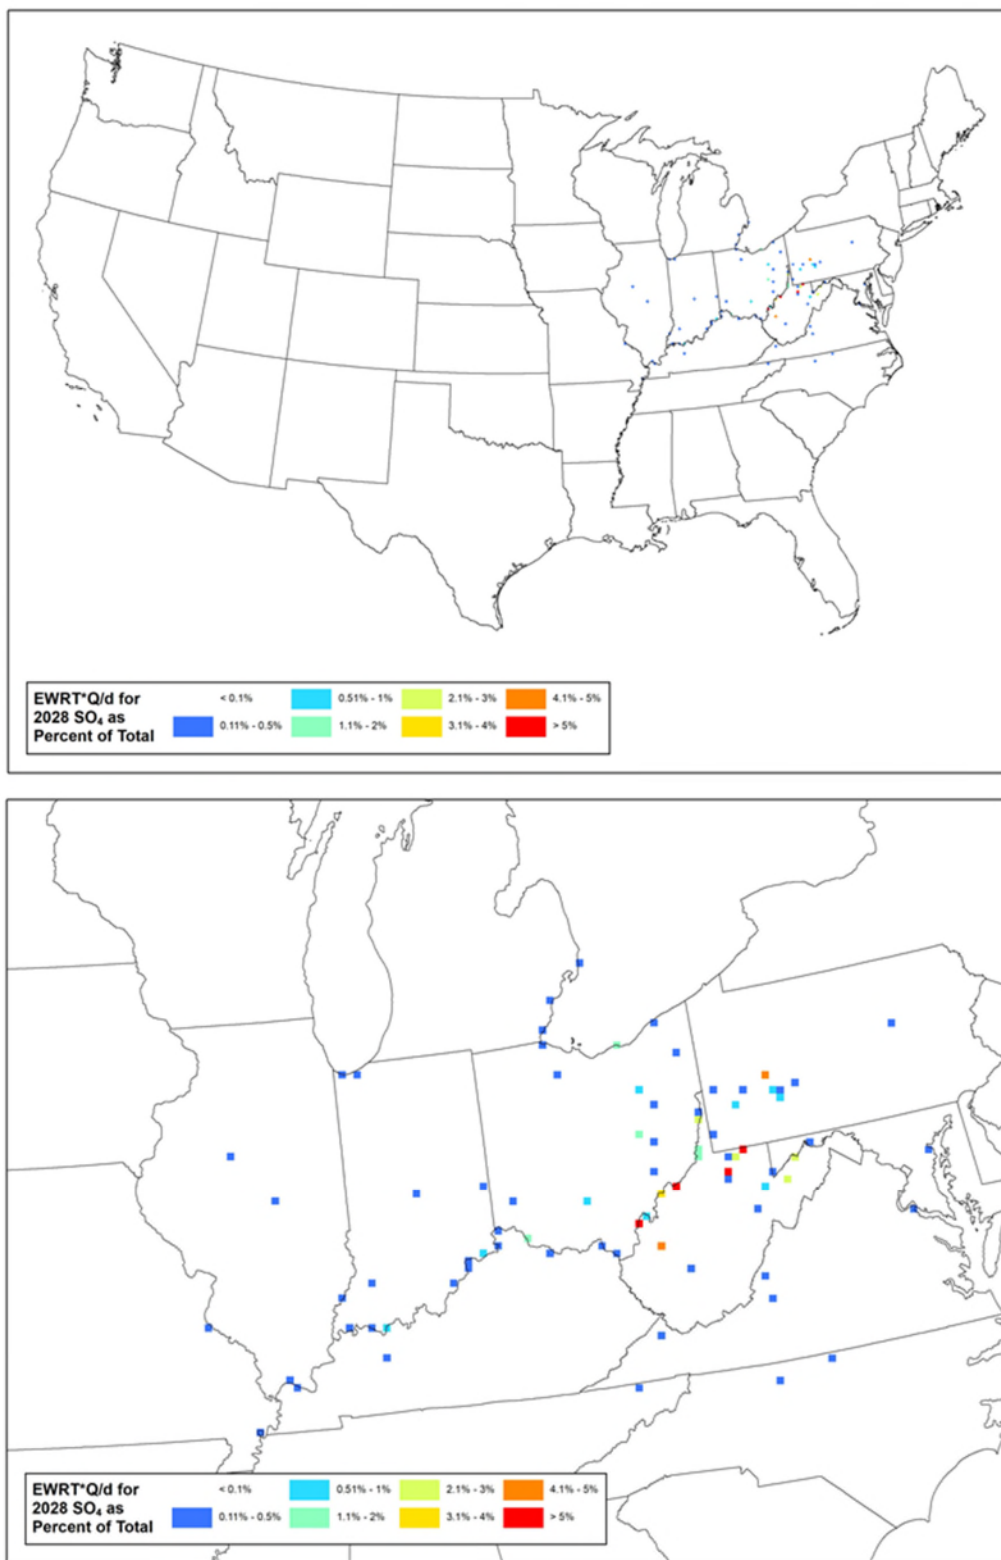 EWRT*Q/d for
2028 SO₄ as
Percent of Total
< 0.1%
0.51% - 1%
2.1% - 3%
4.1% - 5%
0.11% - 0.5%
1.1% - 2%
3.1% - 4%
> 5%
EWRT*Q/d for
2028 SO₄ as
Percent of Total
< 0.1%
0.51% - 1%
2.1% - 3%
4.1% - 5%
0.11% - 0.5%
1.1% - 2%
3.1% - 4%
> 5%